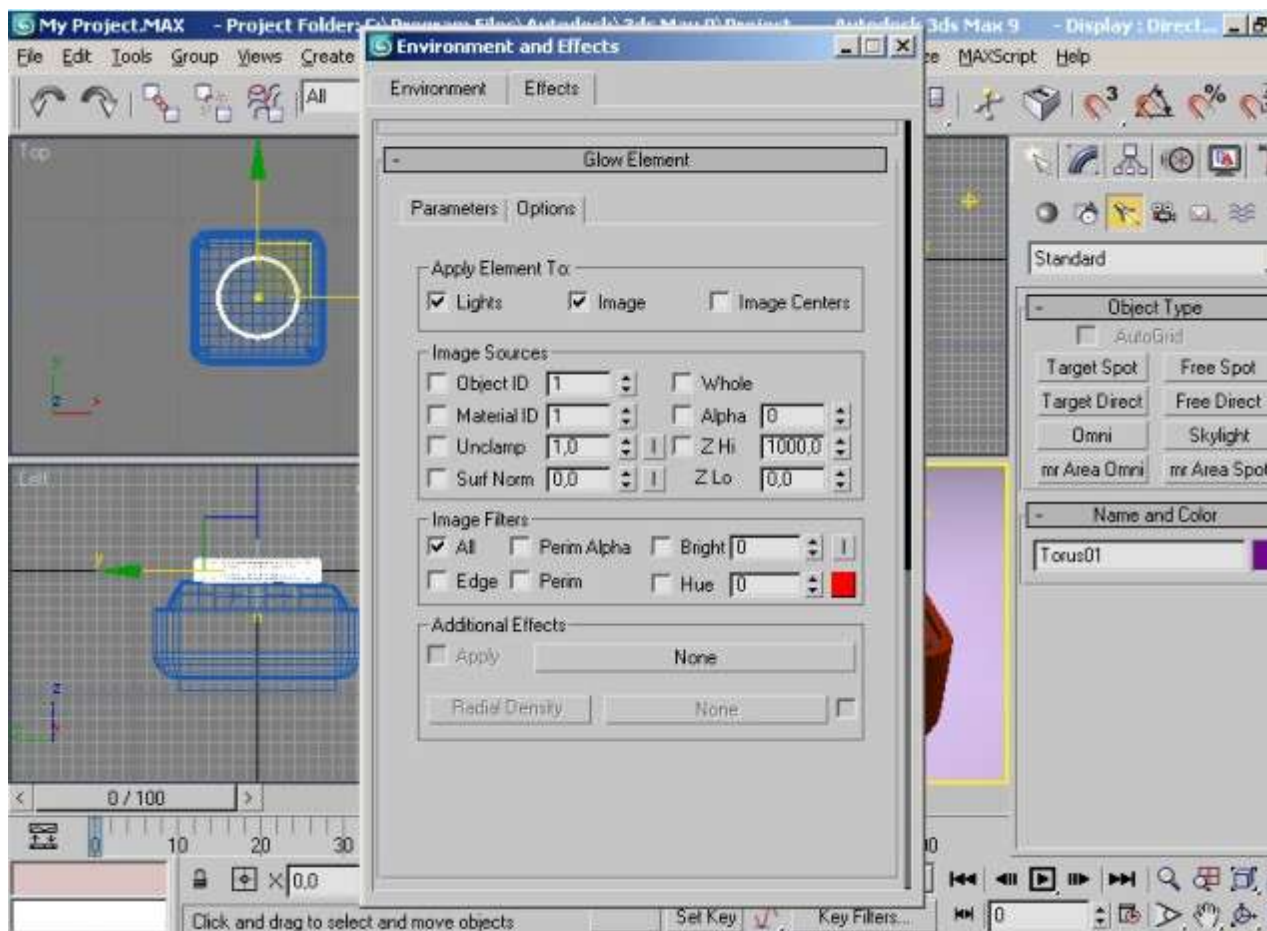 My Project.MAX - Project Folder: Autodesk 3ds Max 9 - Display : Direct...
Environment and Effects
File Edit Tools Group Views Create MAXScript Help
Environment Effects
All
3 %
Top
- Glow Element
Parameters Options
Standard
Apply Element To:
Lights Image Image Centers
- Object Type
AutoGrid
Image Sources
Object ID 1 Whole
Target Spot Free Spot
Material ID 1 Alpha 0
Target Direct Free Direct
Unclamp 1,0 I Z Hi 1000,0
Omni Skylight
Surf Norm 0,0 I Z Lo 0,0
mr Area Omni mr Area Spot
Left
Image Filters
- Name and Color
All Perim Alpha Bright 0 I
Torus01
Edge Perim Hue 0
Additional Effects
Apply None
Radial Density None
< 0 / 100 >
0 10 20 30
X 0,0
Click and drag to select and move objects Set Key Key Filters... 0